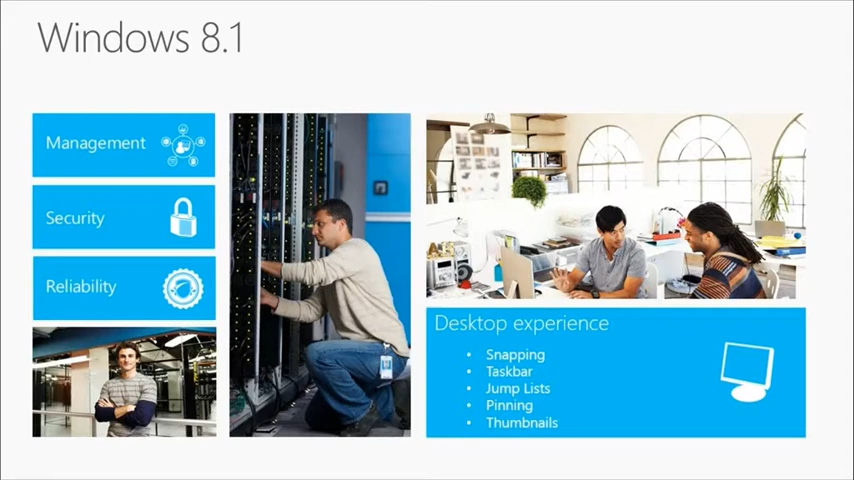 Windows 8.1
Management
Security
Reliability
Desktop experience
• Snapping
• Taskbar
• Jump Lists
• Pinning
• Thumbnails